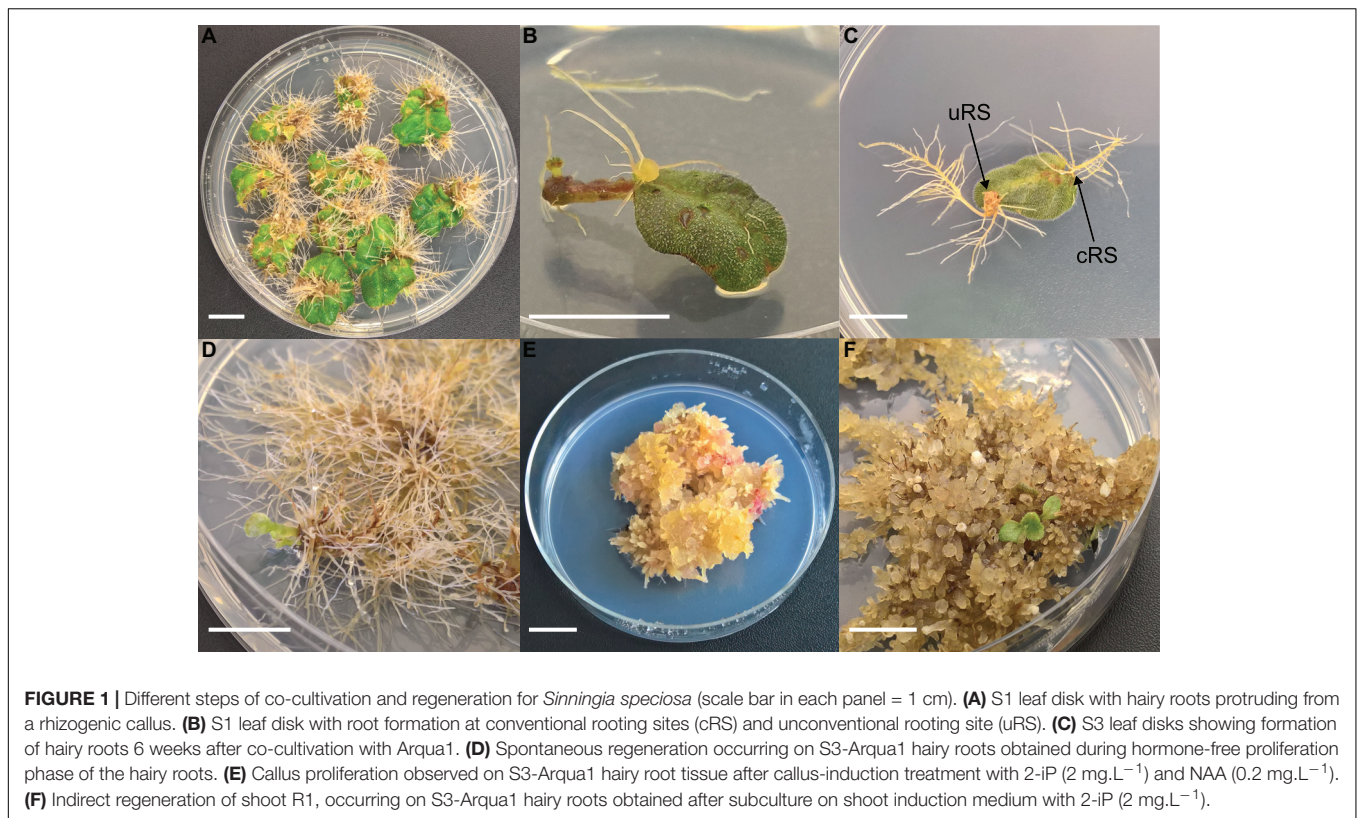 A
B
C
uRS
cRS
D
E
F
FIGURE 1 | Different steps of co-cultivation and regeneration for Sinningia speciosa (scale bar in each panel = 1 cm). (A) S1 leaf disk with hairy roots protruding from
a rhizogenic callus. (B) S1 leaf disk with root formation at conventional rooting sites (cRS) and unconventional rooting site (uRS). (C) S3 leaf disks showing formation
of hairy roots 6 weeks after co-cultivation with Arqua1. (D) Spontaneous regeneration occurring on S3-Arqua1 hairy roots obtained during hormone-free proliferation
phase of the hairy roots. (E) Callus proliferation observed on S3-Arqua1 hairy root tissue after callus-induction treatment with 2-iP (2 mg.L⁻¹) and NAA (0.2 mg.L⁻¹).
(F) Indirect regeneration of shoot R1, occurring on S3-Arqua1 hairy roots obtained after subculture on shoot induction medium with 2-iP (2 mg.L⁻¹).